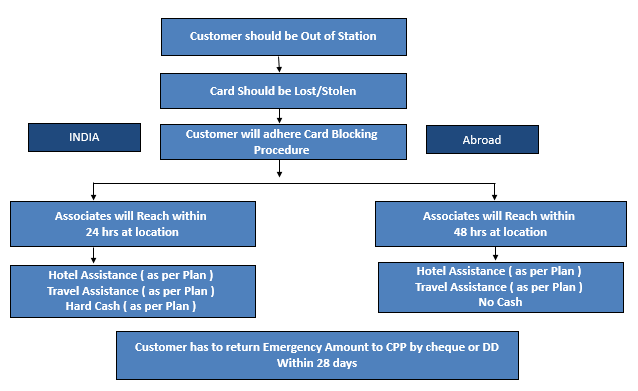 Customer should be Out of Station
Card Should be Lost/Stolen
INDIA
Customer will adhere Card Blocking
Procedure
Abroad
Associates will Reach within
24 hrs at location
Associates will Reach within
48 hrs at location
Hotel Assistance ( as per Plan )
Travel Assistance ( as per Plan )
Hard Cash ( as per Plan )
Hotel Assistance ( as per Plan )
Travel Assistance ( as per Plan )
No Cash
Customer has to return Emergency Amount to CPP by cheque or DD
Within 28 days